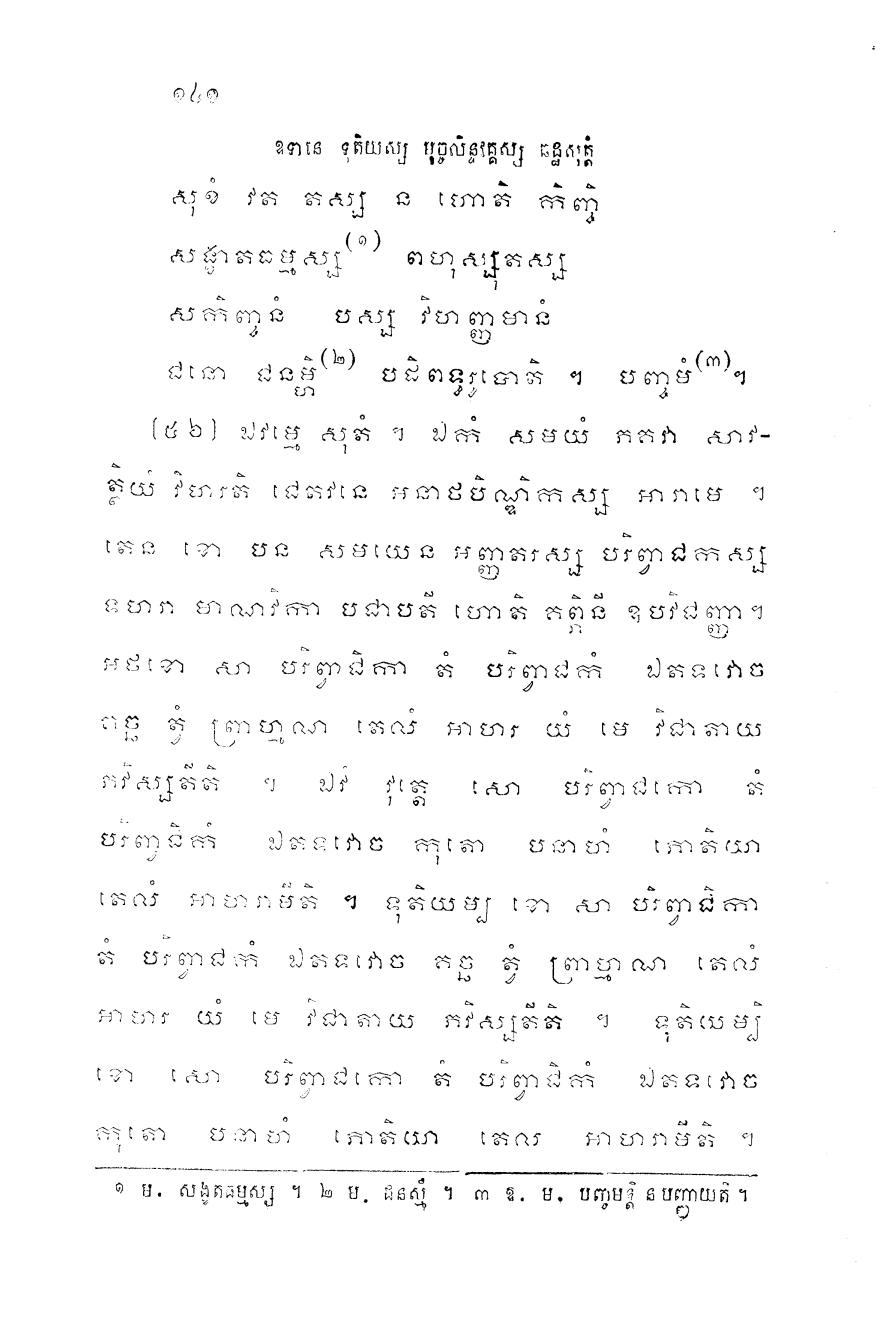 ១៤១
ឧទានេ ទុតិយស្ស មុច្ចលិន្ទវគ្គស្ស ឆដ្ឋសុត្តំ
សុខំ វត តស្ស ន ហោតិ កិញ្ចិ
សង្ខាតធម្មស្ស(១) ពហុស្សុតស្ស
សកិញ្ចនំ បស្ស វិហញ្ញមានំ
ជនោ ជនម្ហិ(២) បដិពទ្ធរូបោតិ ។ បញ្ចមំ(៣)។
[៥៦] ឯវម្មេ សុតំ ។ ឯកំ សមយំ ភគវា សាវ-
ត្ថិយំ វិហរតិ ជេតវនេ អនាថបិណ្ឌិកស្ស អារាមេ ។
តេន ខោ បន សមយេន អញ្ញតរស្ស បរិព្វាជកស្ស
ទហរា មាណវិកា បជាបតី ហោតិ គព្ភិនី ឧបវិជញ្ញា។
អថខោ សា បរិព្វាជិកា តំ បរិព្វាជកំ ឯតទវោច
គច្ឆ ត្វំ ព្រាហ្មណ តេលំ អាហរ យំ មេ វិជាតាយ
ភវិស្សតីតិ ។ ឯវំ វុត្តេ សោ បរិព្វាជកោ តំ
បរិព្វាជិកំ ឯតទវោច កុតោ បនាហំ ភោតិយា
តេលំ អាហរាមីតិ ។ ទុតិយម្បិ ខោ សា បរិព្វាជិកា
តំ បរិព្វាជកំ ឯតទវោច គច្ឆ ត្វំ ព្រាហ្មណ តេលំ
អាហរ យំ មេ វិជាតាយ ភវិស្សតីតិ ។ ទុតិយម្បិ
ខោ សោ បរិព្វាជកោ តំ បរិព្វាជិកំ ឯតទវោច
កុតោ បនាហំ ភោតិយា តេលំ អាហរាមីតិ ។
១ ម. សង្ខតធម្មស្ស ។ ២ ម. ជនស្មឹ ។ ៣ ឱ. ម. បញ្ចមន្តិ ន បញ្ញាយតិ ។